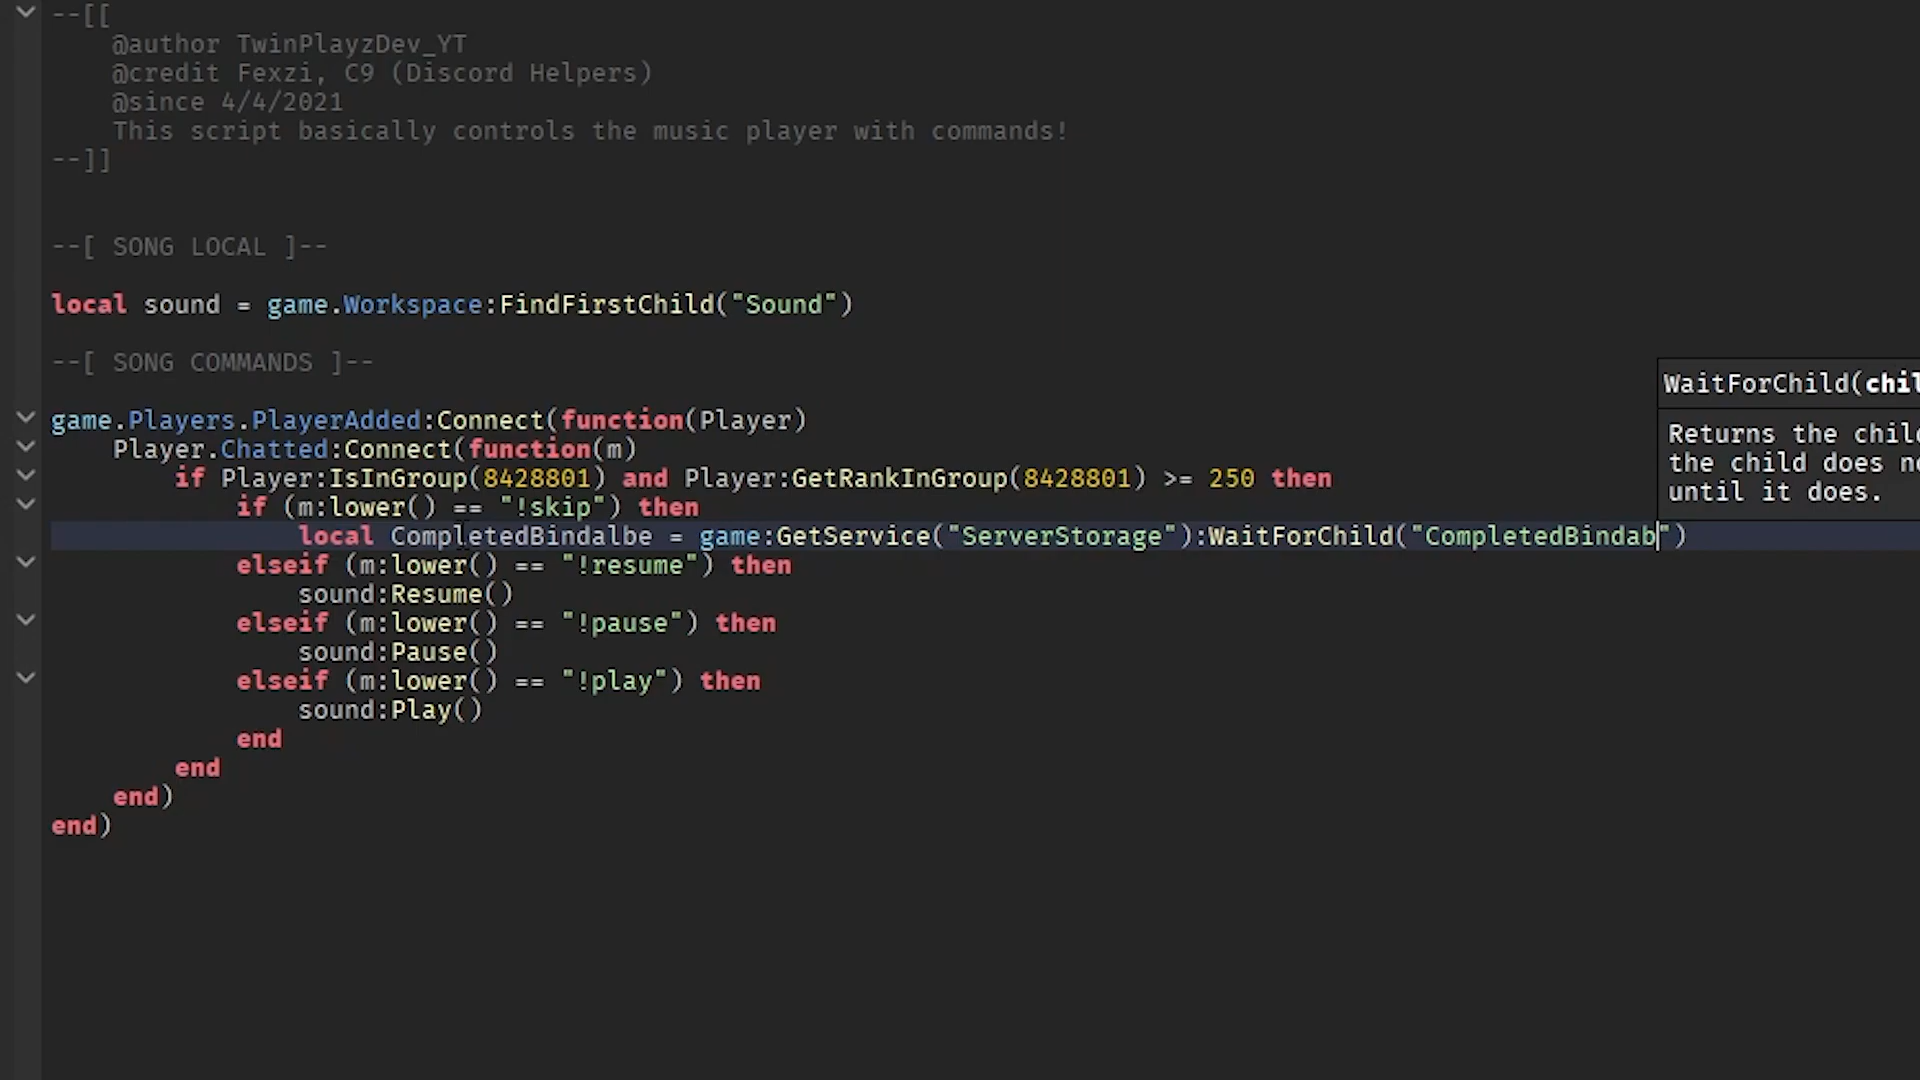 --[[
@author TwinPlayzDev_YT
@credit Fexzi, C9 (Discord Helpers)
@since 4/4/2021
This script basically controls the music player with commands!
--]]
--[ SONG LOCAL ]--
local sound = game.Workspace:FindFirstChild("Sound")
--[ SONG COMMANDS ]--
game.Players.PlayerAdded:Connect(function(Player)
Player.Chatted:Connect(function(m)
if Player:IsInGroup(8428801) and Player:GetRankInGroup(8428801) >= 250 then
if (m:lower() == "!skip") then
local CompletedBindalbe = game:GetService("ServerStorage"):WaitForChild("CompletedBindab")
elseif (m:lower() == "!resume") then
sound:Resume()
elseif (m:lower() == "!pause") then
sound:Pause()
elseif (m:lower() == "!play") then
sound:Play()
end
end
end)
end)
WaitForChild(chil
Returns the chil
the child does n
until it does.